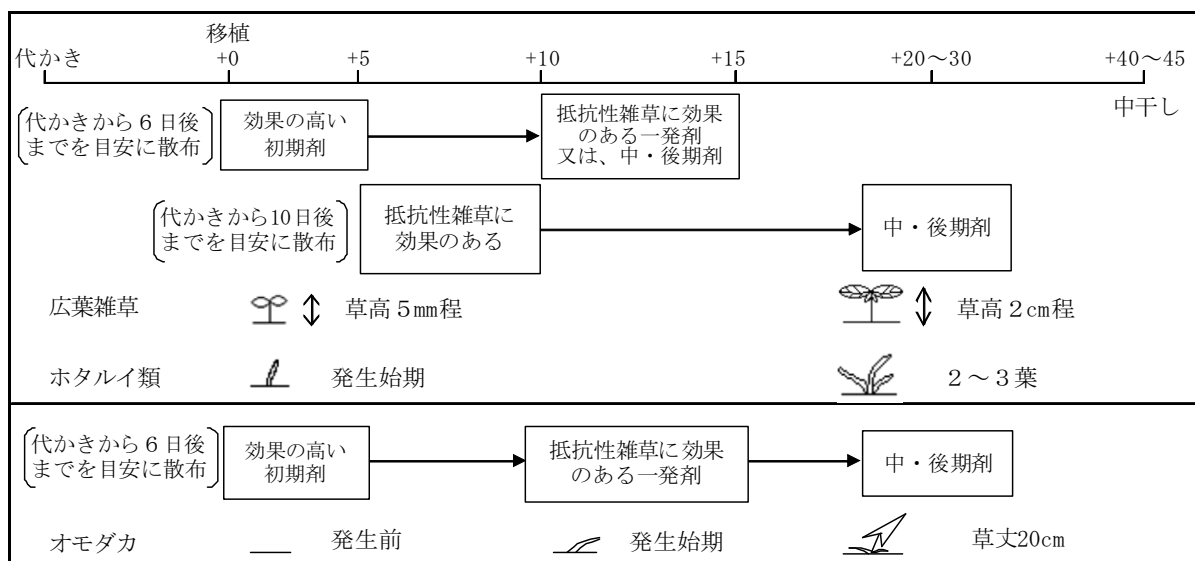 移植
代かき +0 +5 +10 +15 +20～30 +40～45
中干し
代かきから6日後
までを目安に散布
効果の高い
初期剤
抵抗性雑草に効果
のある一発剤
又は、中・後期剤
代かきから10日後
までを目安に散布
抵抗性雑草に
効果のある
中・後期剤
広葉雑草 草高5mm程 草高2cm程
ホタルイ類 発生始期 2～3葉
代かきから6日後
までを目安に散布
効果の高い
初期剤
抵抗性雑草に効果
のある一発剤
中・後期剤
オモダカ 発生前 発生始期 草丈20cm